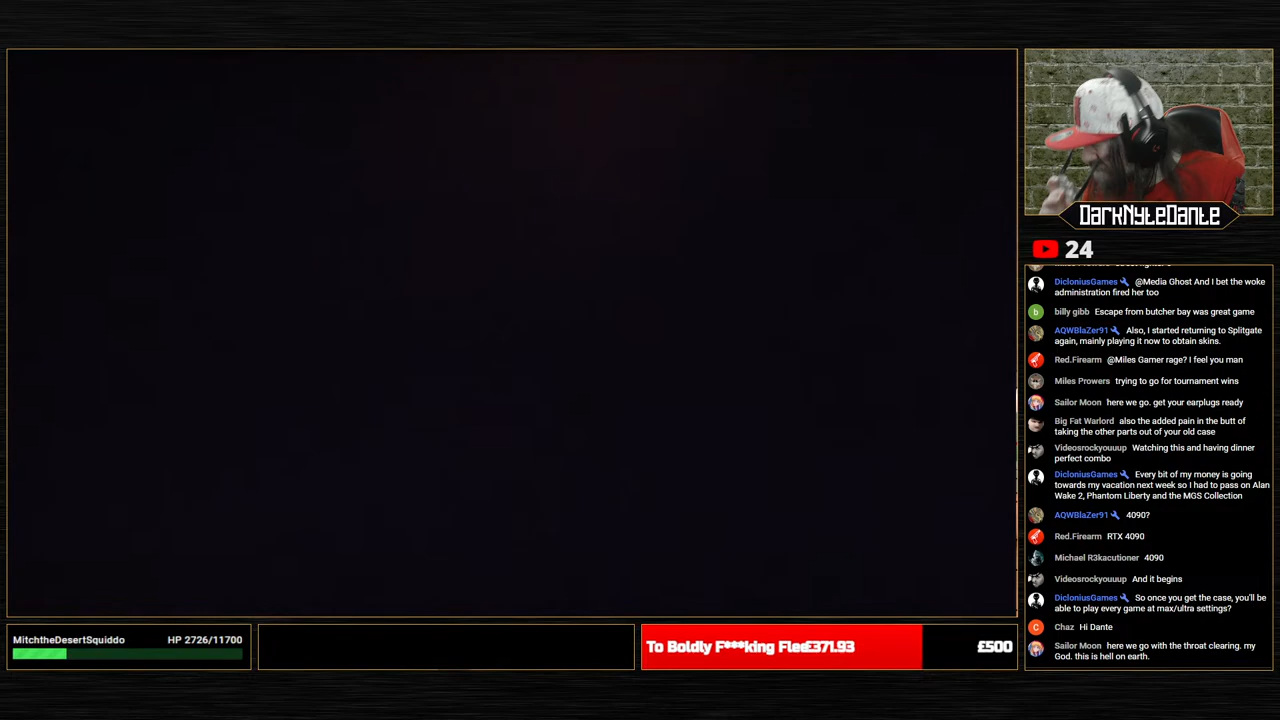 DarkNyteDante
24
DicloniusGames @Media Ghost And I bet the woke
administration fired her too
b billy gibb Escape from butcher bay was great game
AQWBlaZer91 Also, I started returning to Splitgate
again, mainly playing it now to obtain skins.
Red.Firearm @Miles Gamer rage? I feel you man
Miles Prowers trying to go for tournament wins
Sailor Moon here we go. get your earplugs ready
Big Fat Warlord also the added pain in the butt of
taking the other parts out of your old case
Videosrockyouuup Watching this and having dinner
perfect combo
DicloniusGames Every bit of my money is going
towards my vacation next week so I had to pass on Alan
Wake 2, Phantom Liberty and the MGS Collection
AQWBlaZer91 4090?
Red.Firearm RTX 4090
Michael R3kacutioner 4090
Videosrockyouuup And it begins
DicloniusGames So once you get the case, you'll be
able to play every game at max/ultra settings?
C Chaz Hi Dante
Sailor Moon here we go with the throat clearing. my
God. this is hell on earth.
MitchtheDesertSquiddo HP 2726/11700
To Boldly F***king Fle£371.93 £500